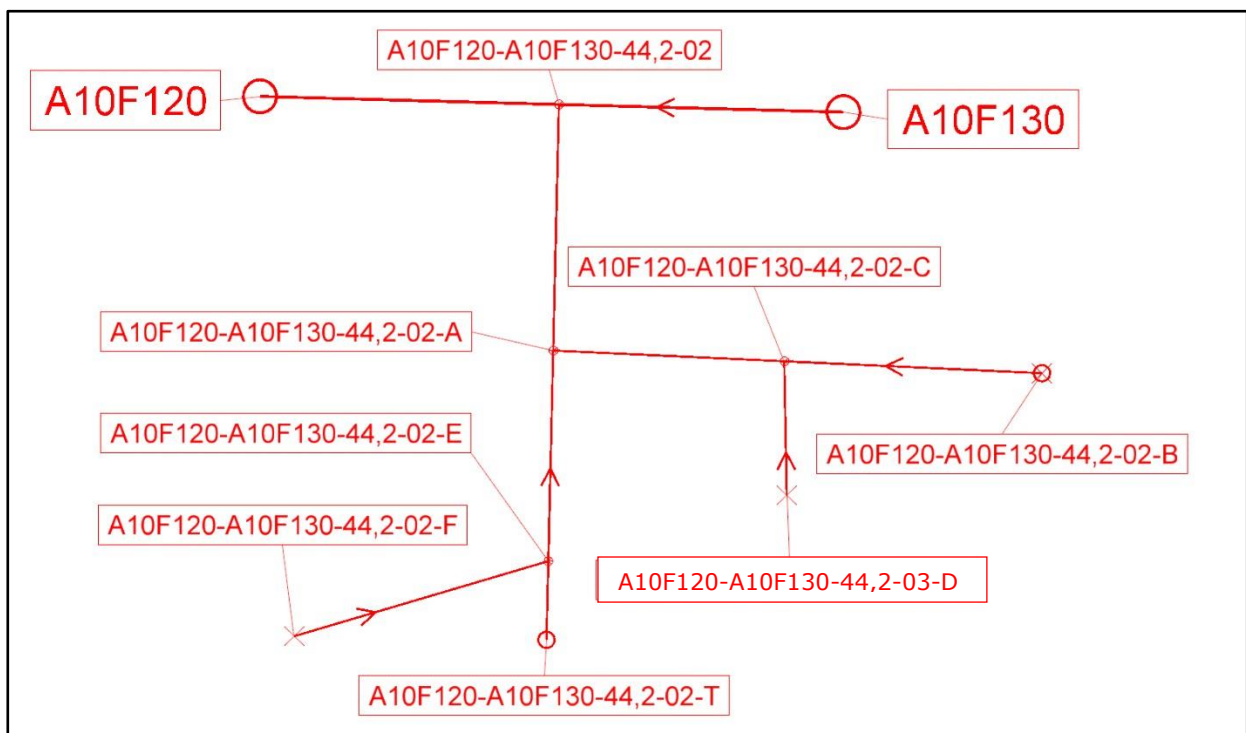 A10F120-A10F130-44,2-02
A10F120
A10F130
A10F120-A10F130-44,2-02-C
A10F120-A10F130-44,2-02-A
A10F120-A10F130-44,2-02-E
A10F120-A10F130-44,2-02-B
A10F120-A10F130-44,2-02-F
A10F120-A10F130-44,2-03-D
A10F120-A10F130-44,2-02-T